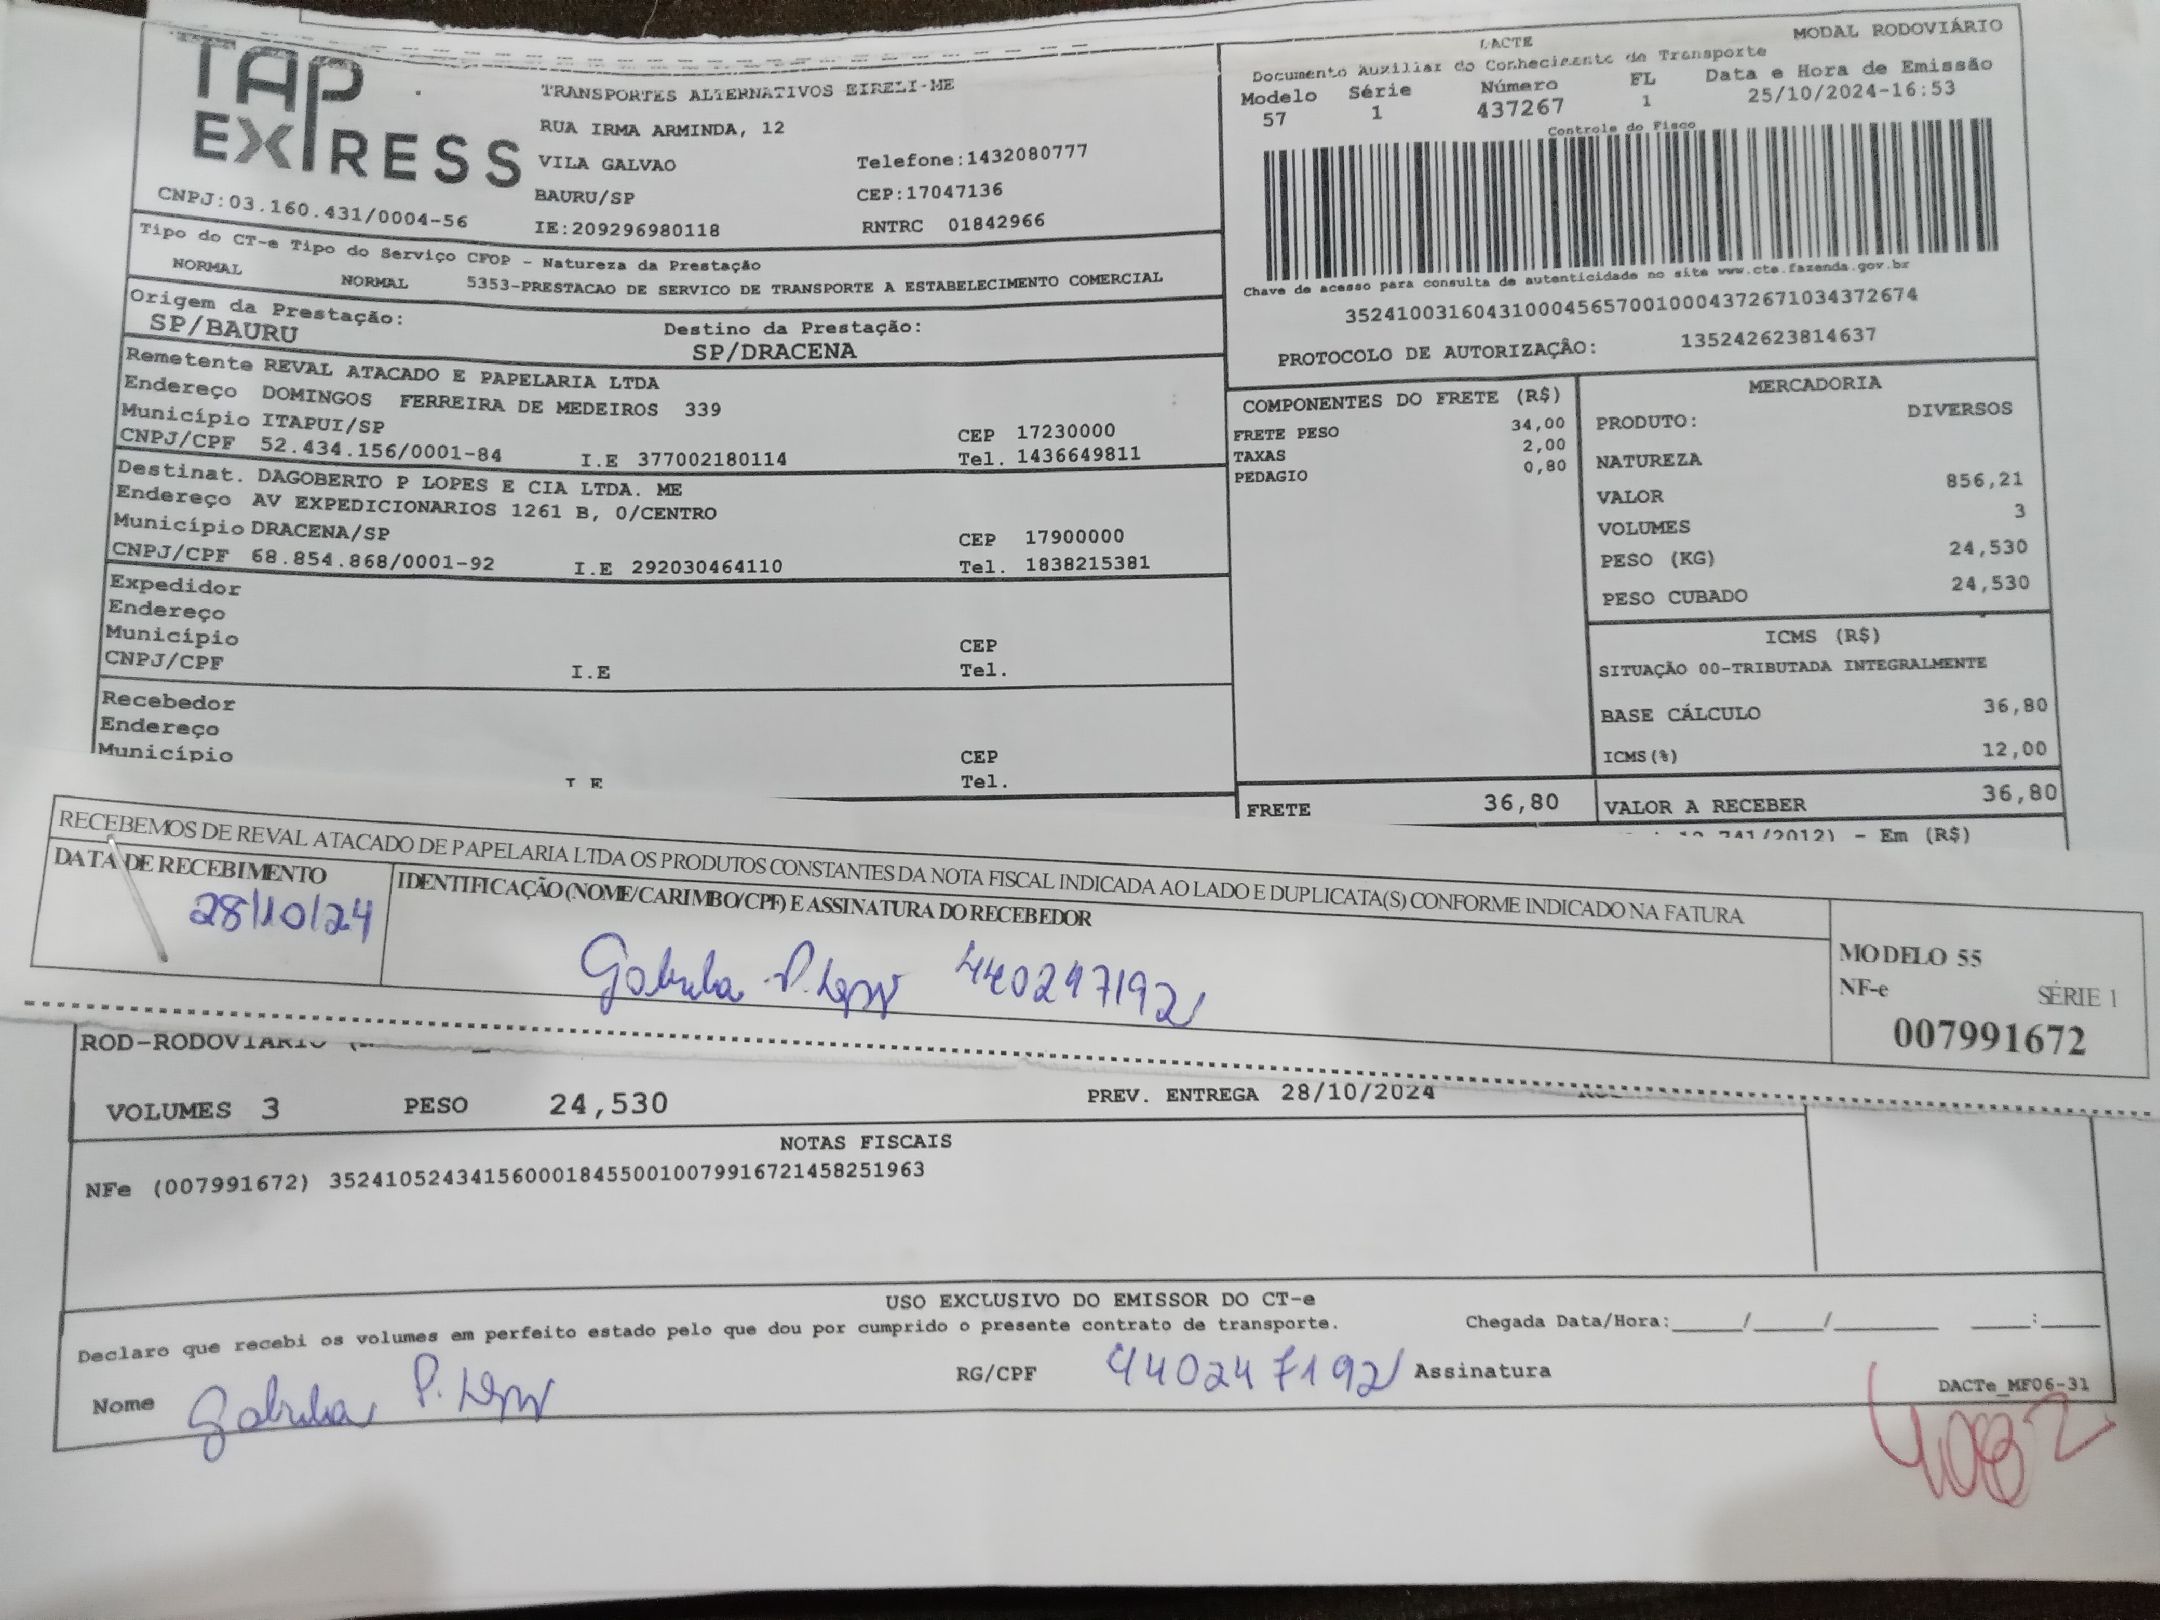 TAP
EXPRESS
TRANSPORTES ALTERNATIVOS EIRELI-ME
RUA IRMA ARMINDA, 12
VILA GALVAO Telefone:1432080777
BAURU/SP CEP:17047136
CNPJ:03.160.431/0004-56 IE:209296980118 RNTRC 01842966
MODAL RODOVIÁRIO
DACTE
Documento Auxiliar do Conhecimento de Transporte
Modelo Série Número FL Data e Hora de Emissão
57 1 437267 1 25/10/2024-16:53
Controle do Fisco
Chave de acesso para consulta de autenticidade no site www.cte.fazenda.gov.br
35241003160431000456570010004372671034372674
PROTOCOLO DE AUTORIZAÇÃO: 135242623814637
Tipo do CT-e Tipo do Serviço CFOP - Natureza da Prestação
NORMAL NORMAL 5353-PRESTACAO DE SERVICO DE TRANSPORTE A ESTABELECIMENTO COMERCIAL
Origem da Prestação: Destino da Prestação:
SP/BAURU SP/DRACENA
Remetente REVAL ATACADO E PAPELARIA LTDA
Endereço DOMINGOS FERREIRA DE MEDEIROS 339
Município ITAPUI/SP CEP 17230000
CNPJ/CPF 52.434.156/0001-84 I.E 377002180114 Tel. 1436649811
Destinat. DAGOBERTO P LOPES E CIA LTDA. ME
Endereço AV EXPEDICIONARIOS 1261 B, 0/CENTRO
Município DRACENA/SP CEP 17900000
CNPJ/CPF 68.854.868/0001-92 I.E 292030464110 Tel. 1838215381
Expedidor
Endereço
Município CEP
CNPJ/CPF I.E Tel.
Recebedor
Endereço
Município CEP
I E Tel.
COMPONENTES DO FRETE (R$)
FRETE PESO 34,00
TAXAS 2,00
PEDAGIO 0,80
FRETE 36,80
MERCADORIA
PRODUTO: DIVERSOS
NATUREZA
VALOR 856,21
VOLUMES 3
PESO (KG) 24,530
PESO CUBADO 24,530
ICMS (R$)
SITUAÇÃO 00-TRIBUTADA INTEGRALMENTE
BASE CÁLCULO 36,80
ICMS(%) 12,00
VALOR A RECEBER 36,80
12.741/2012) - Em (R$)
RECEBEMOS DE REVAL ATACADO DE PAPELARIA LTDA OS PRODUTOS CONSTANTES DA NOTA FISCAL INDICADA AO LADO E DUPLICATA(S) CONFORME INDICADO NA FATURA
DATA DE RECEBIMENTO IDENTIFICAÇÃO (NOME/CARIMBO/CPF) E ASSINATURA DO RECEBEDOR
28/10/24 Gabriela P. Lopes 440247192
MODELO 55
NF-e SÉRIE 1
007991672
ROD-RODOVIARIO
VOLUMES 3 PESO 24,530 PREV. ENTREGA 28/10/2024
NOTAS FISCAIS
NFe (007991672) 35241052434156000184550010079916721458251963
USO EXCLUSIVO DO EMISSOR DO CT-e
Declaro que recebi os volumes em perfeito estado pelo que dou por cumprido o presente contrato de transporte. Chegada Data/Hora:_____/_____/_______ ____:____
Nome Gabriela P. Lopes RG/CPF 440247192 Assinatura
DACTe_MF06-31